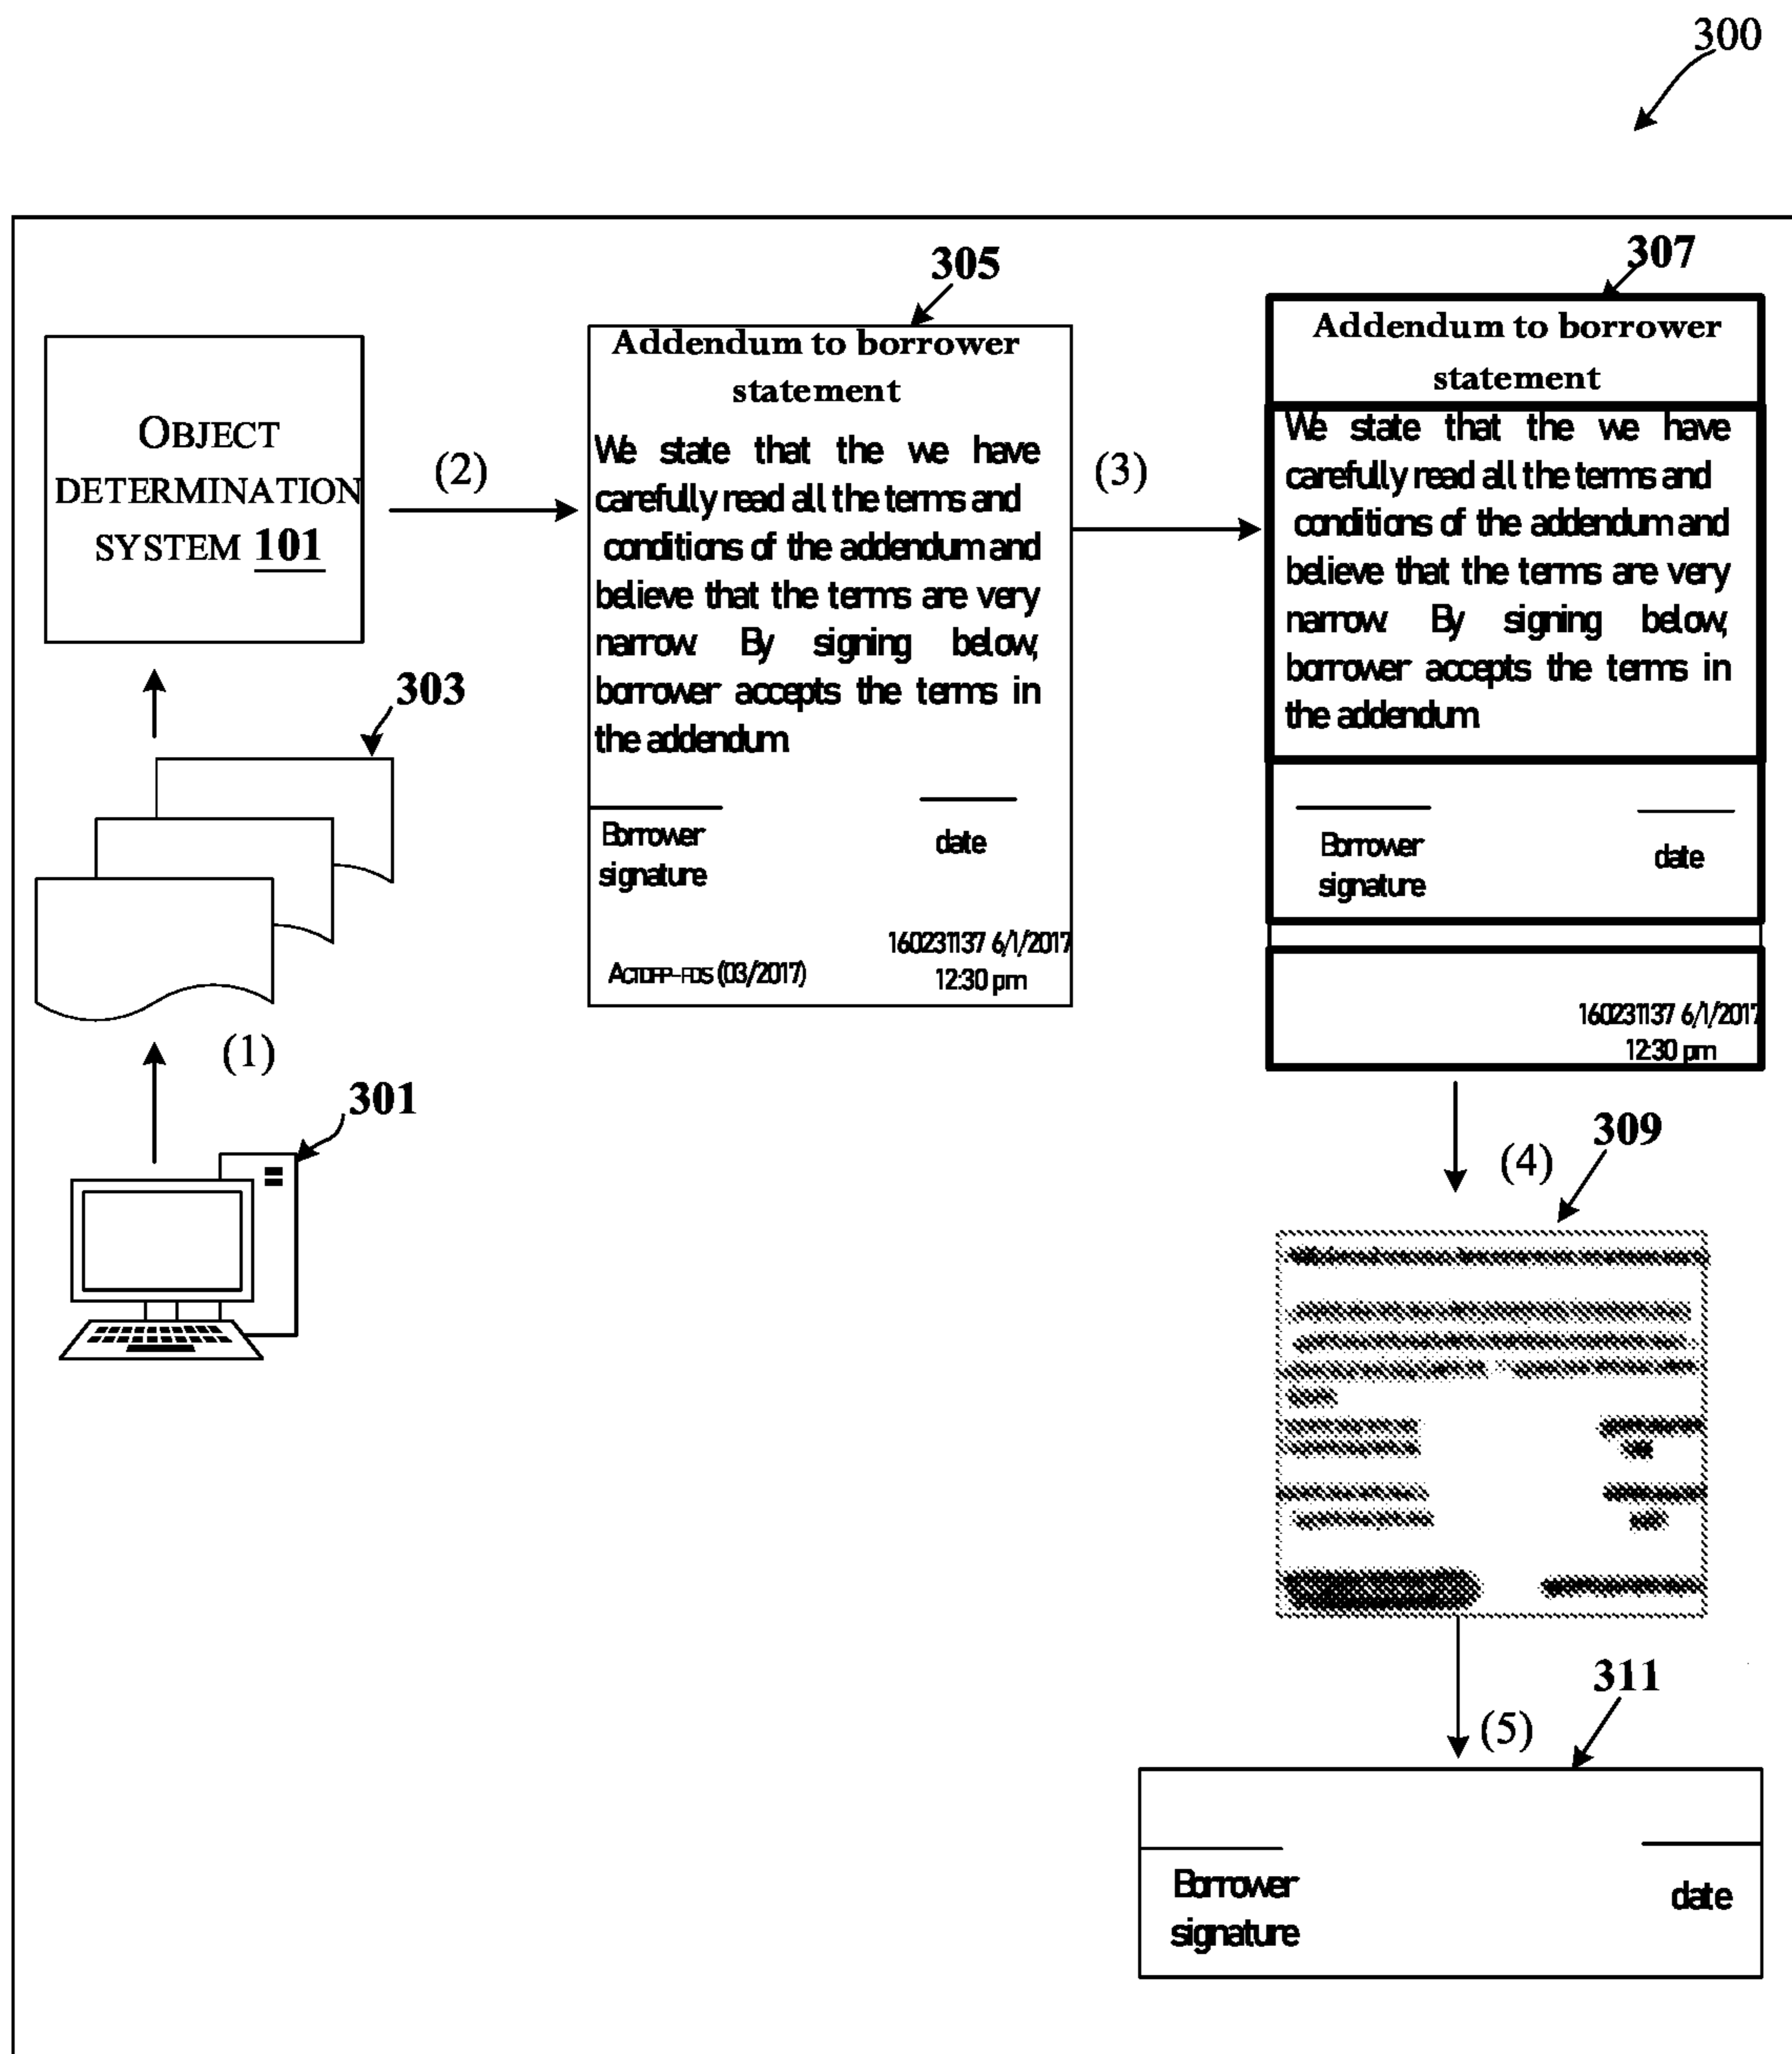 300
305
307
OBJECT
DETERMINATION
SYSTEM 101
(2)
Addendum to borrower
statement
We state that the we have
carefully read all the terms and
conditions of the addendum and
believe that the terms are very
narrow. By signing below,
borrower accepts the terms in
the addendum.
Borrower
signature
date
160231137 6/1/2017
12:30 pm
(03/2017)
(3)
Addendum to borrower
statement
We state that the we have
carefully read all the terms and
conditions of the addendum and
believe that the terms are very
narrow. By signing below,
borrower accepts the terms in
the addendum.
Borrower
signature
date
160231137 6/1/2017
12:30 pm
303
(1)
301
(4)
309
(5)
311
Borrower
signature
date